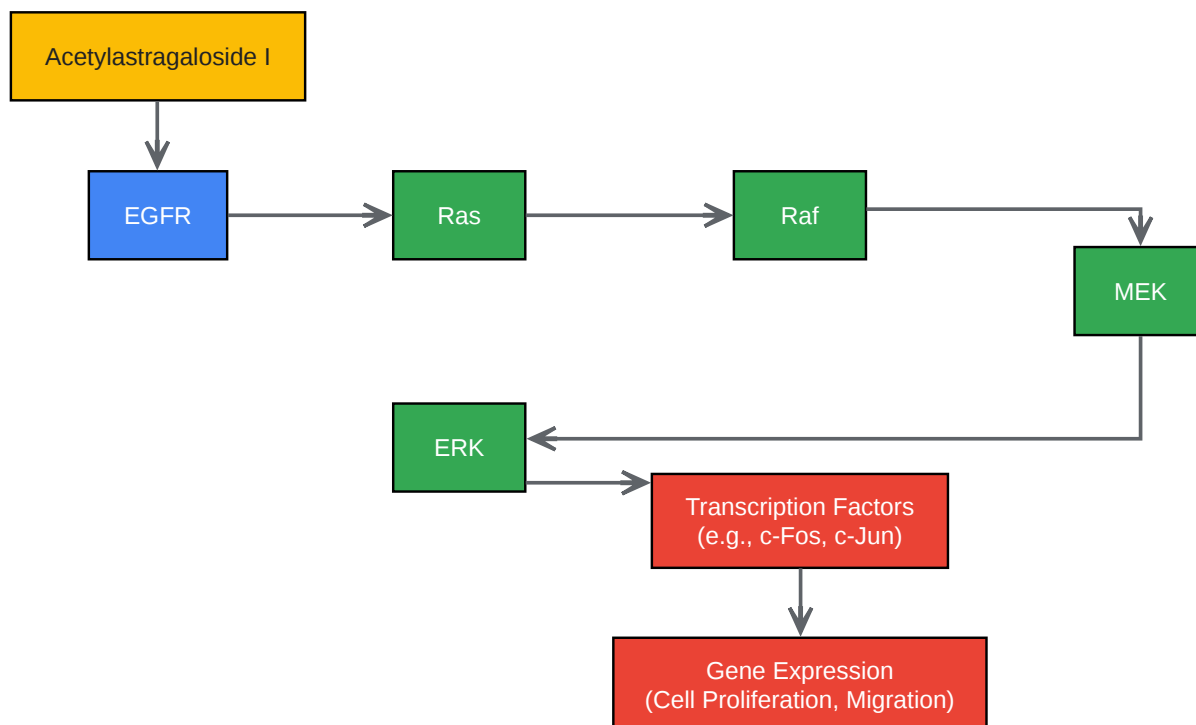 Acetylastragaloside I
EGFR
Ras
Raf
MEK
ERK
Transcription Factors
(e.g., c-Fos, c-Jun)
Gene Expression
(Cell Proliferation, Migration)